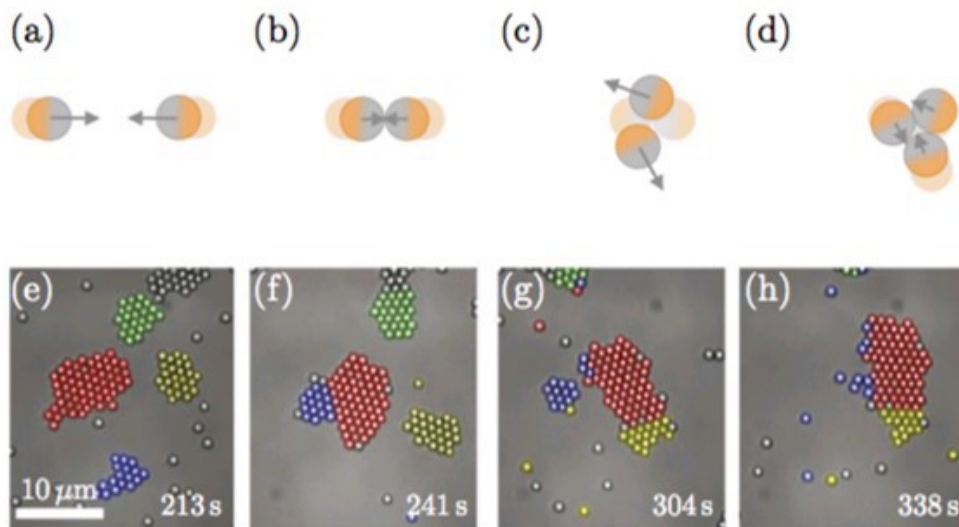 (a) (b) (c) (d)
(e) (f) (g) (h)
10 μm 213 s 241 s 304 s 338 s